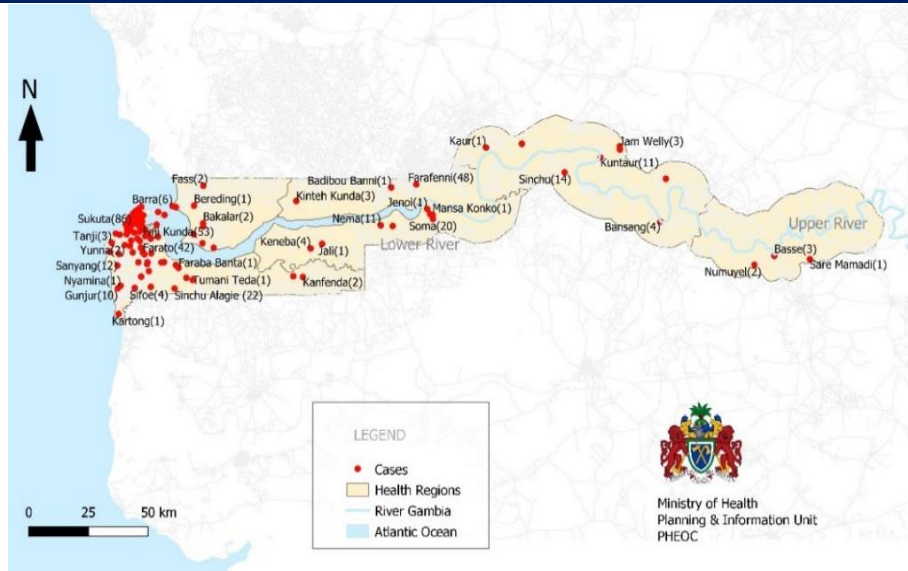 N
Kaur(1)
Jam Welly(3)
Kuntaur(11)
Sinchu(14)
Fass(2)
Badibou Banni(1)
Farafenni(48)
Barra(6)
Bereding(1)
Kinteh Kunda(3)
Jenoi(1)
Mansa Konko(1)
Sukuta(86)
Bakalar(2)
Nema(11)
Soma(20)
Bansang(4)
Upper River
Tanji(3)
Kunda(53)
Keneba(4)
Lower River
Yunna(2)
Farato(42)
Jali(1)
Basse(3)
Sanyang(12)
Faraba Banta(1)
Numuyel(2)
Sare Mamadi(1)
Nyamina(1)
Tumani Teda(1)
Kanfenda(2)
Gunjur(10)
Sifoe(4)
Sinchu Alagie(22)
Kartong(1)
LEGEND
Cases
Health Regions
River Gambia
Atlantic Ocean
0 25 50 km
Ministry of Health
Planning & Information Unit
PHEOC